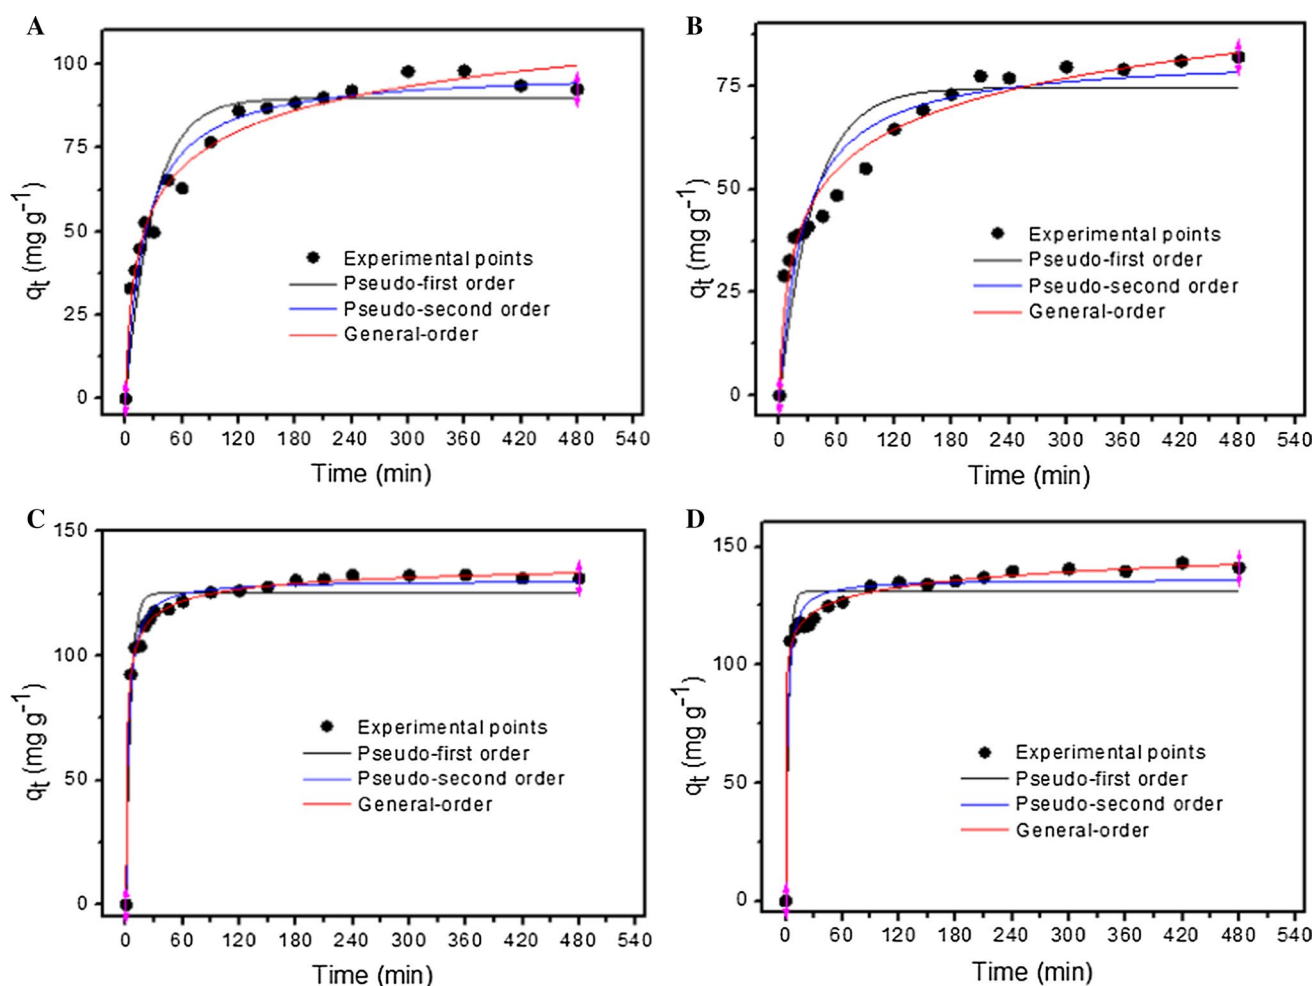 A
100
75
50
25
0
qt (mg g−1)
Experimental points
Pseudo-first order
Pseudo-second order
General-order
0 60 120 180 240 300 360 420 480 540
Time (min)
B
75
50
25
0
qt (mg g−1)
Experimental points
Pseudo-first order
Pseudo-second order
General-order
0 60 120 180 240 300 360 420 480 540
Time (min)
C
150
100
50
0
qt (mg g−1)
Experimental points
Pseudo-first order
Pseudo-second order
General-order
0 60 120 180 240 300 360 420 480 540
Time (min)
D
150
100
50
0
qt (mg g−1)
Experimental points
Pseudo-first order
Pseudo-second order
General-order
0 60 120 180 240 300 360 420 480 540
Time (min)